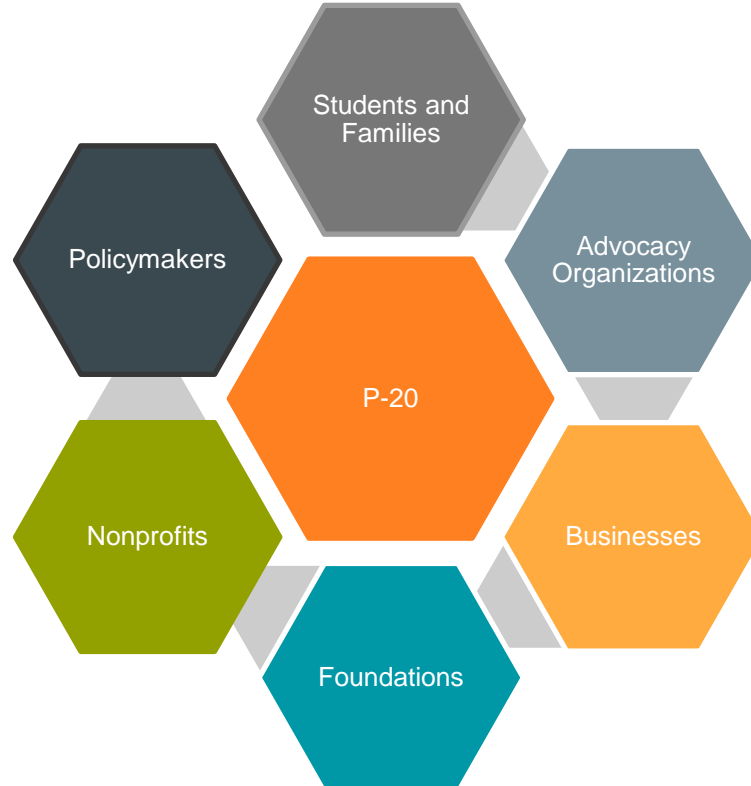 Students and
Families
Policymakers
Advocacy
Organizations
P-20
Nonprofits
Businesses
Foundations